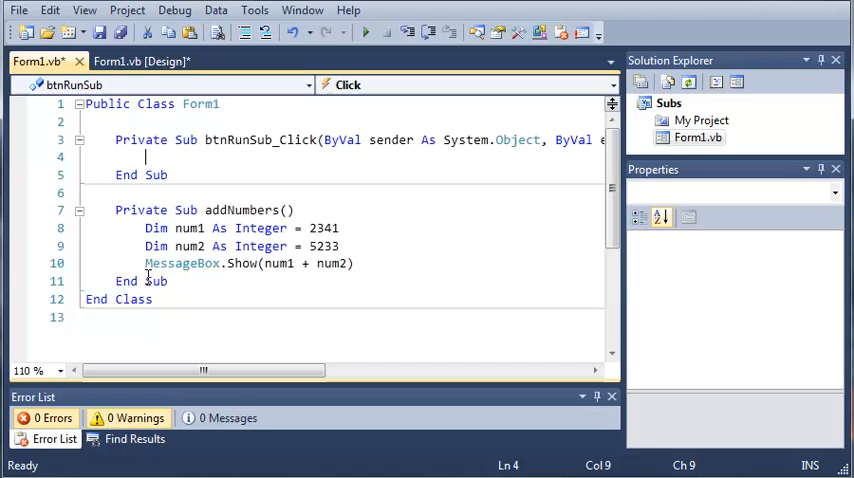 File Edit View Project Debug Data Tools Window Help
Form1.vb* Form1.vb [Design]*
btnRunSub Click
1 Public Class Form1
2
3 Private Sub btnRunSub_Click(ByVal sender As System.Object, ByVal e
4
5 End Sub
6
7 Private Sub addNumbers()
8 Dim num1 As Integer = 2341
9 Dim num2 As Integer = 5233
10 MessageBox.Show(num1 + num2)
11 End Sub
12 End Class
13
110 %
Solution Explorer
Subs
My Project
Form1.vb
Properties
Error List
0 Errors 0 Warnings 0 Messages
Error List Find Results
Ready Ln 4 Col 9 Ch 9 INS